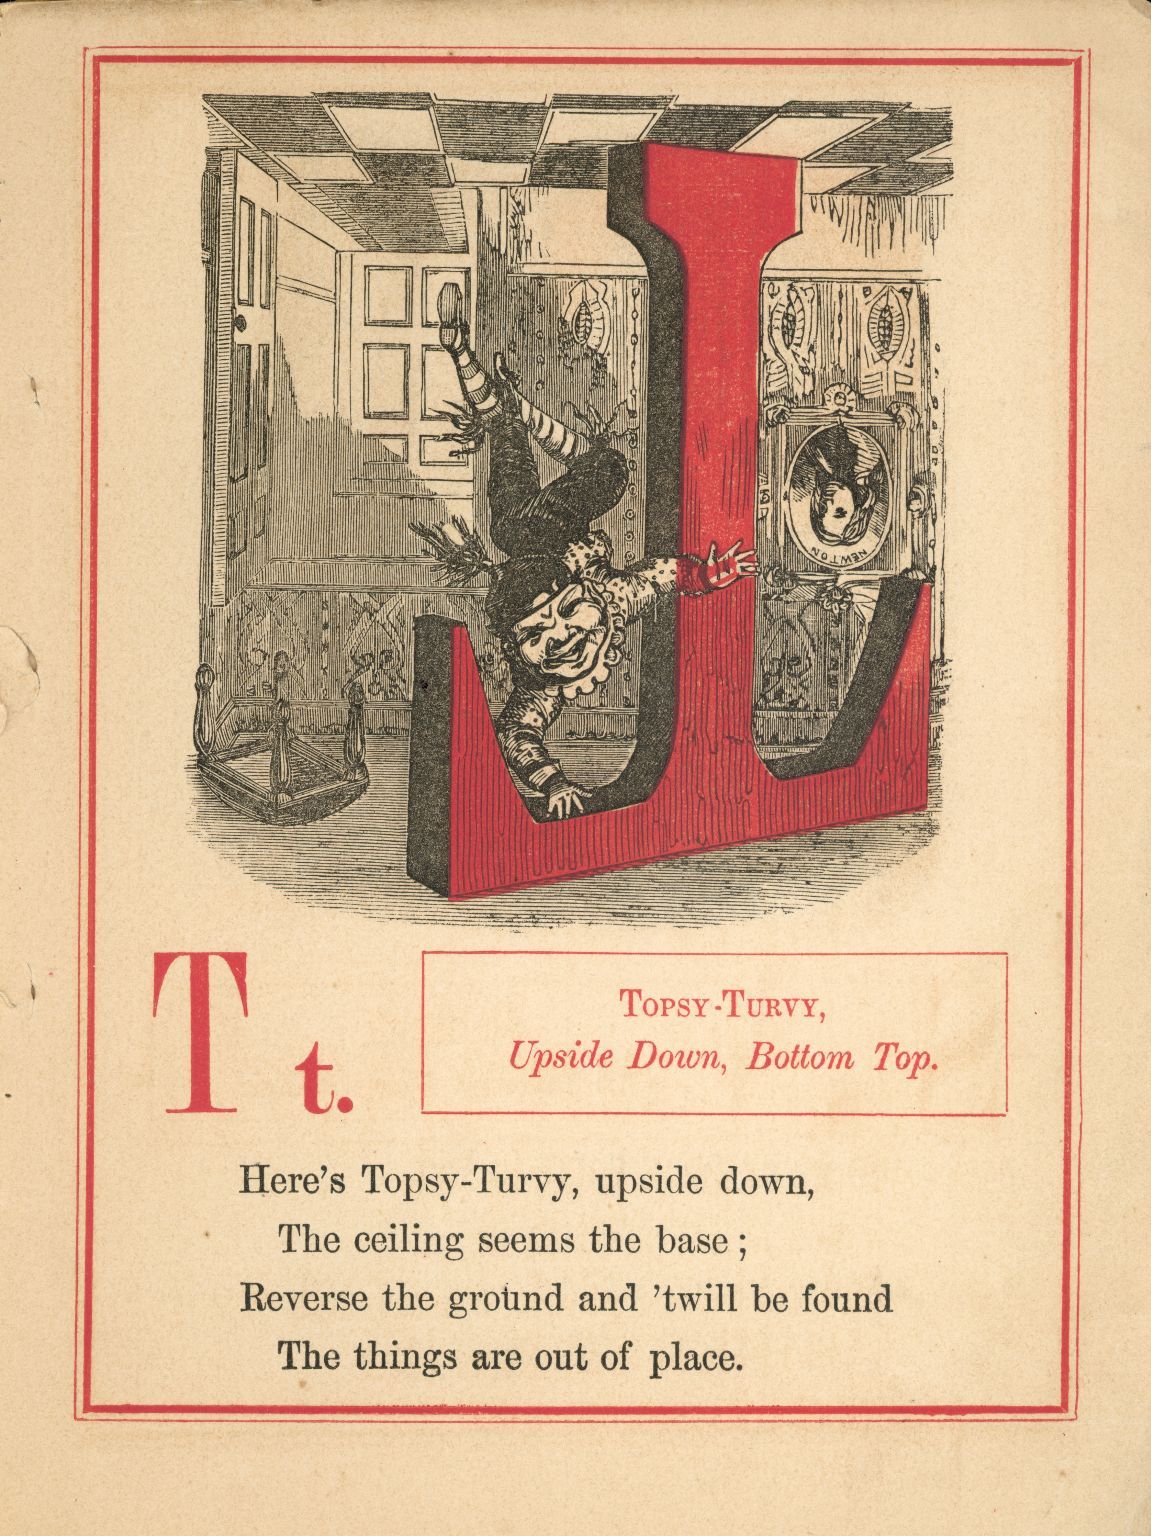 NEWTON
T t.
TOPSY-TURVY,
Upside Down, Bottom Top.
Here's Topsy-Turvy, upside down,
The ceiling seems the base ;
Reverse the ground and 'twill be found
The things are out of place.